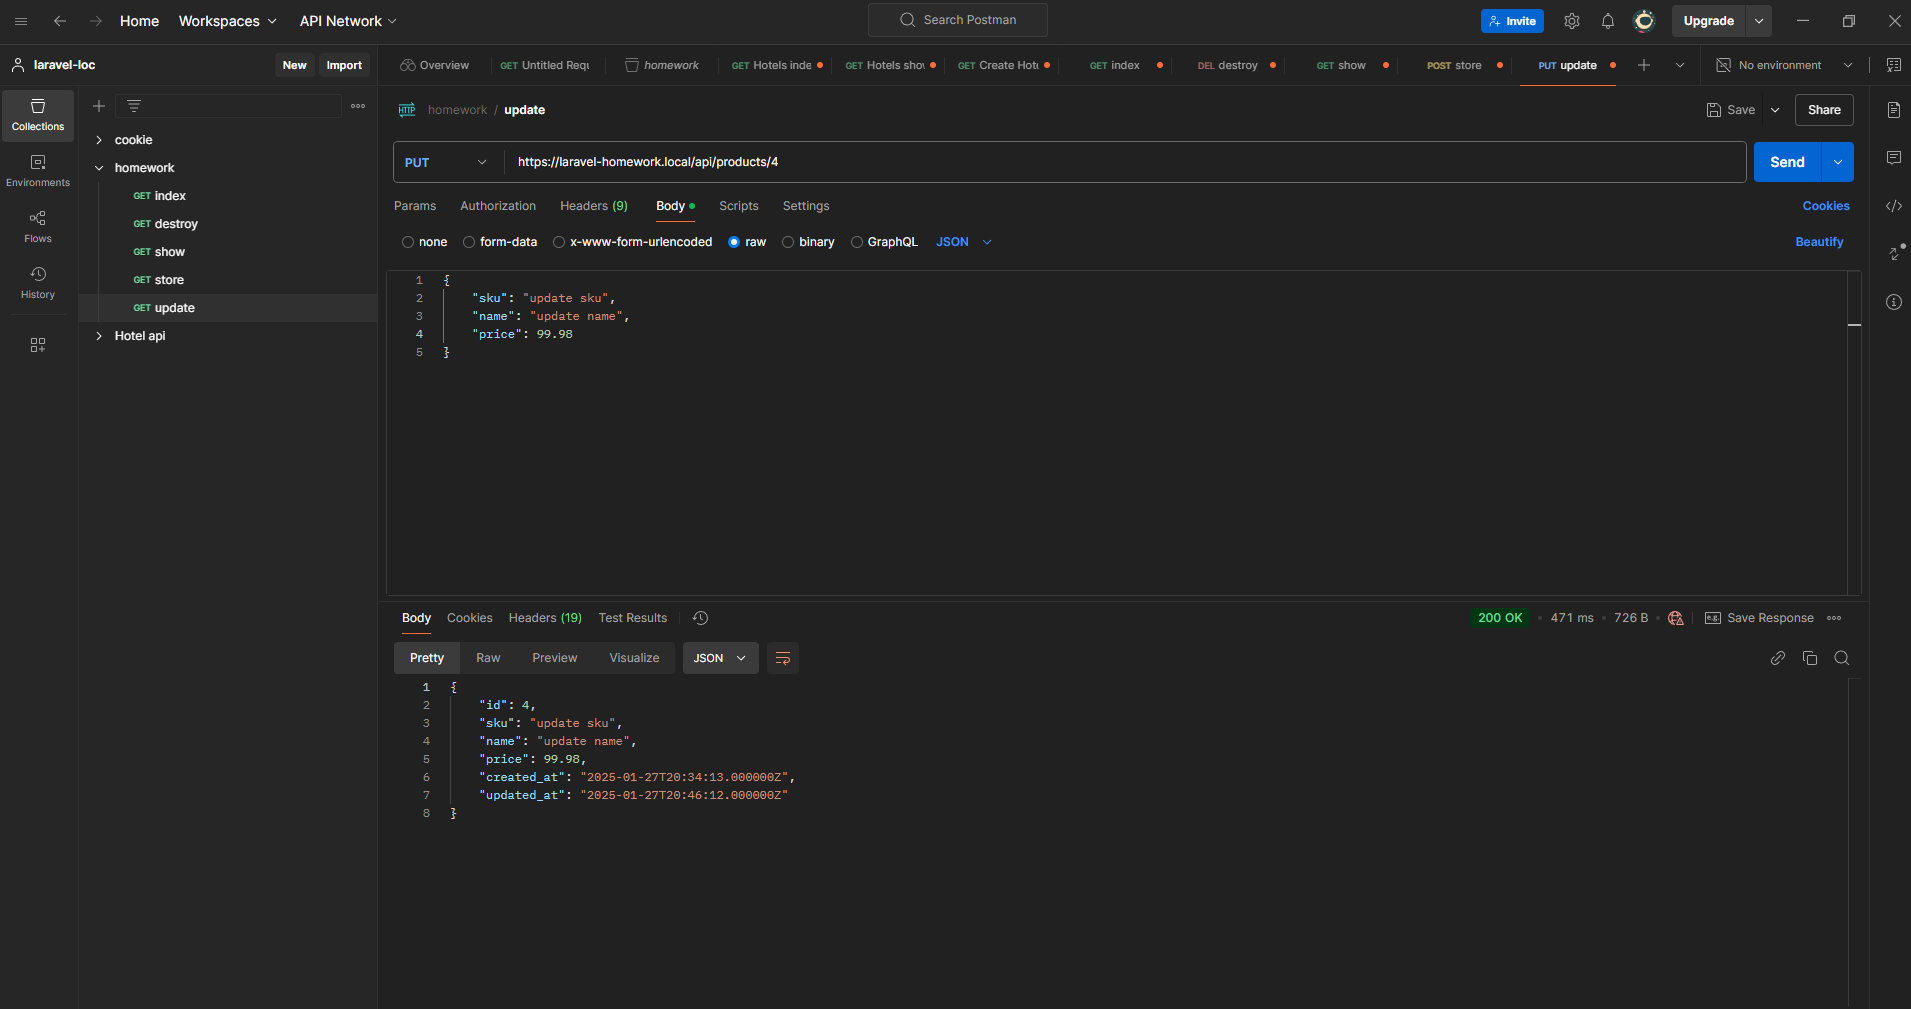 Home Workspaces API Network Search Postman Invite Upgrade
laravel-loc New Import
Overview GET Untitled Requ homework GET Hotels inde GET Hotels shov GET Create Hote GET index DEL destroy GET show POST store PUT update No environment
Collections
Environments
Flows
History
cookie
homework
GET index
GET destroy
GET show
GET store
GET update
Hotel api
HTTP homework / update Save Share
PUT https://laravel-homework.local/api/products/4 Send
Params Authorization Headers (9) Body Scripts Settings Cookies
none form-data x-www-form-urlencoded raw binary GraphQL JSON Beautify
1 {
2 "sku": "update sku",
3 "name": "update name",
4 "price": 99.98
5 }
Body Cookies Headers (19) Test Results 200 OK 471 ms 726 B e.g. Save Response
Pretty Raw Preview Visualize JSON
1 {
2 "id": 4,
3 "sku": "update sku",
4 "name": "update name",
5 "price": 99.98,
6 "created_at": "2025-01-27T20:34:13.000000Z",
7 "updated_at": "2025-01-27T20:46:12.000000Z"
8 }